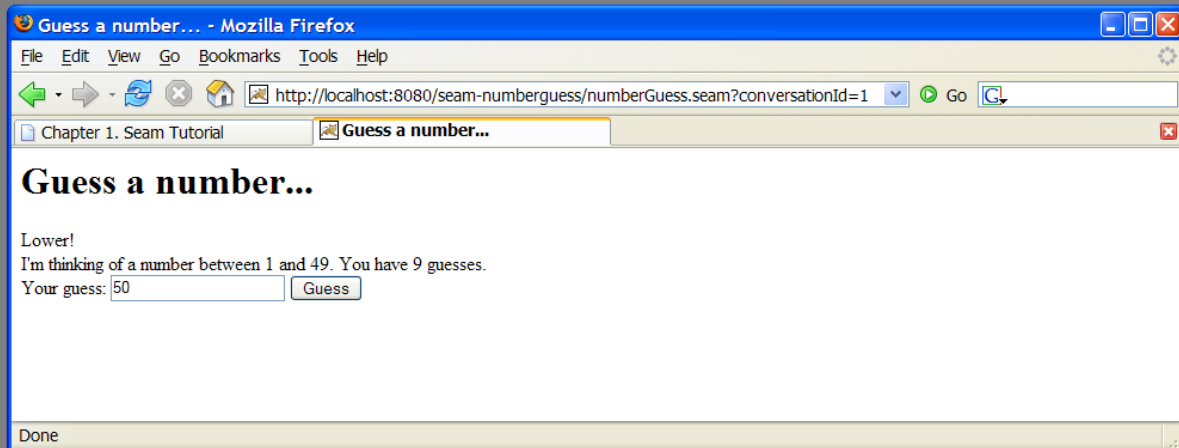 Guess a number... - Mozilla Firefox
File Edit View Go Bookmarks Tools Help
http://localhost:8080/seam-numberguess/numberGuess.seam?conversationId=1 Go G
Chapter 1. Seam Tutorial Guess a number...
Guess a number...
Lower!
I'm thinking of a number between 1 and 49. You have 9 guesses.
Your guess: 50 Guess
Done